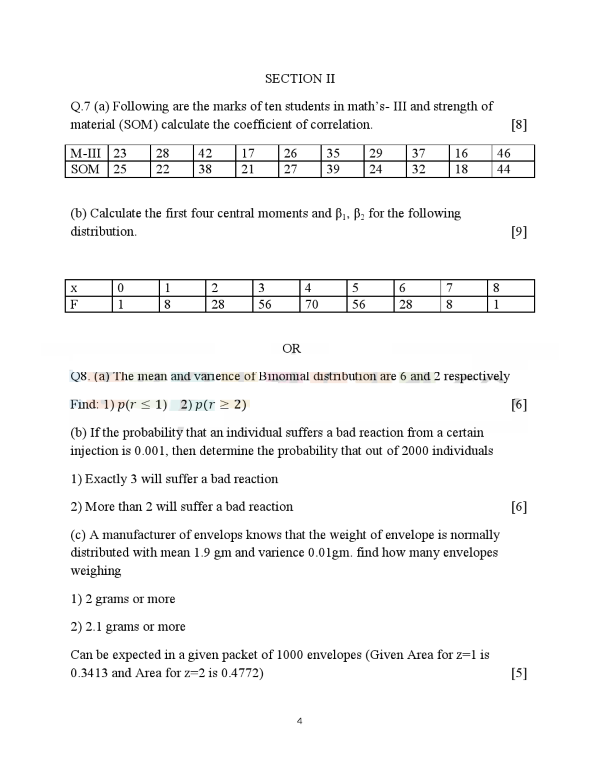 SECTION II
Q.7 (a) Following are the marks of ten students in math's- III and strength of
material (SOM) calculate the coefficient of correlation. [8]
M-III 23 28 42 17 26 35 29 37 16 46
SOM 25 22 38 21 27 39 24 32 18 44
(b) Calculate the first four central moments and β₁, β₂ for the following
distribution. [9]
x 0 1 2 3 4 5 6 7 8
F 1 8 28 56 70 56 28 8 1
OR
Q8. (a) The mean and varience of Binomial distribution are 6 and 2 respectively
Find: 1) p(r ≤ 1) 2) p(r ≥ 2) [6]
(b) If the probability that an individual suffers a bad reaction from a certain
injection is 0.001, then determine the probability that out of 2000 individuals
1) Exactly 3 will suffer a bad reaction
2) More than 2 will suffer a bad reaction [6]
(c) A manufacturer of envelops knows that the weight of envelope is normally
distributed with mean 1.9 gm and varience 0.01gm. find how many envelopes
weighing
1) 2 grams or more
2) 2.1 grams or more
Can be expected in a given packet of 1000 envelopes (Given Area for z=1 is
0.3413 and Area for z=2 is 0.4772) [5]
4